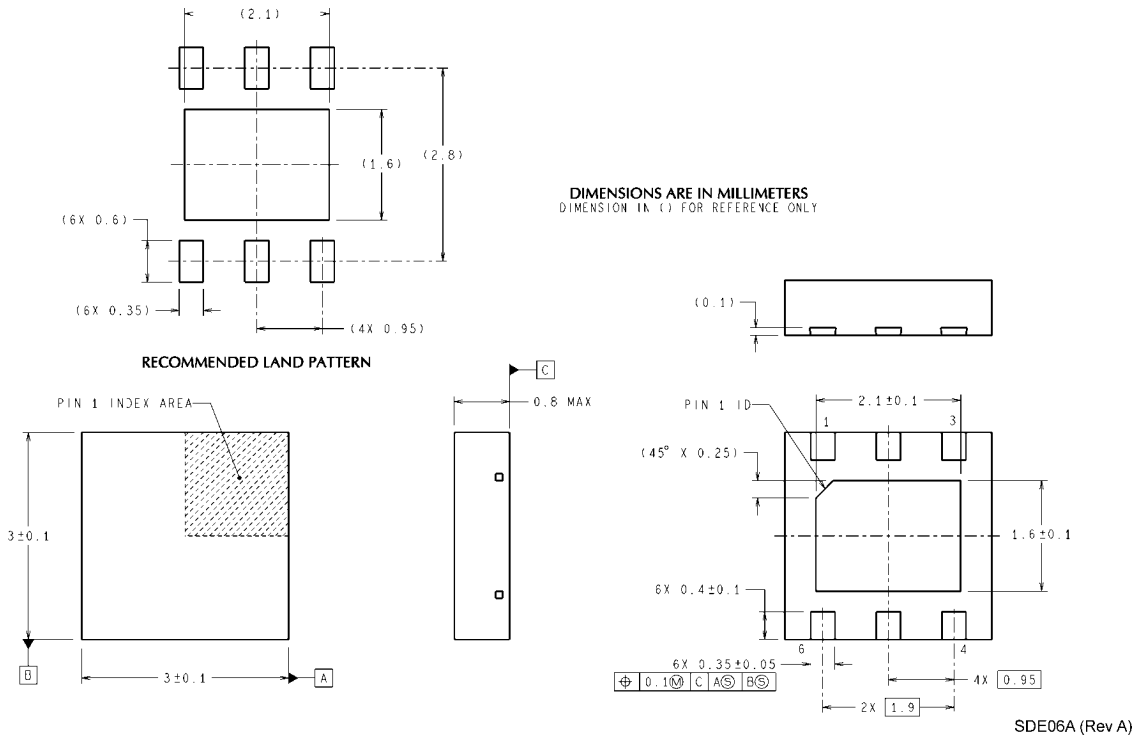 (2.1)
(1.6)
(2.8)
(6X 0.6)
(6X 0.35)
(4X 0.95)
RECOMMENDED LAND PATTERN
DIMENSIONS ARE IN MILLIMETERS
DIMENSION IN () FOR REFERENCE ONLY
(0.1)
PIN 1 INDEX AREA
3±0.1
B
3±0.1
A
C
0.8 MAX
PIN 1 ID
2.1±0.1
1
3
(45° X 0.25)
1.6±0.1
6X 0.4±0.1
6
4
6X 0.35±0.05
⌖ 0.1Ⓜ C AⓈ BⓈ
4X 0.95
2X 1.9
SDE06A (Rev A)